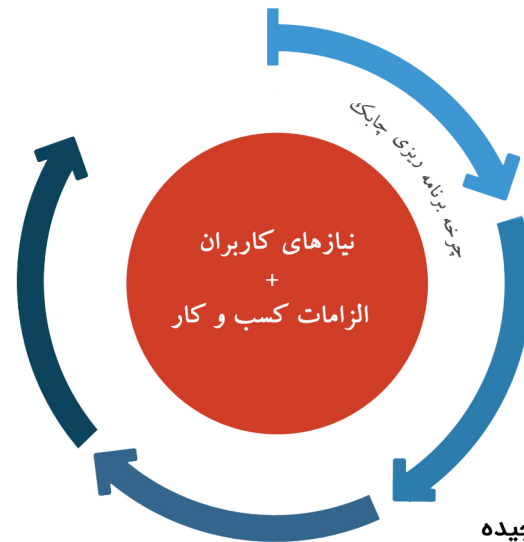 چرخه برنامه ریزی چابک
نیازهای کاربران
+
الزامات کسب و کار